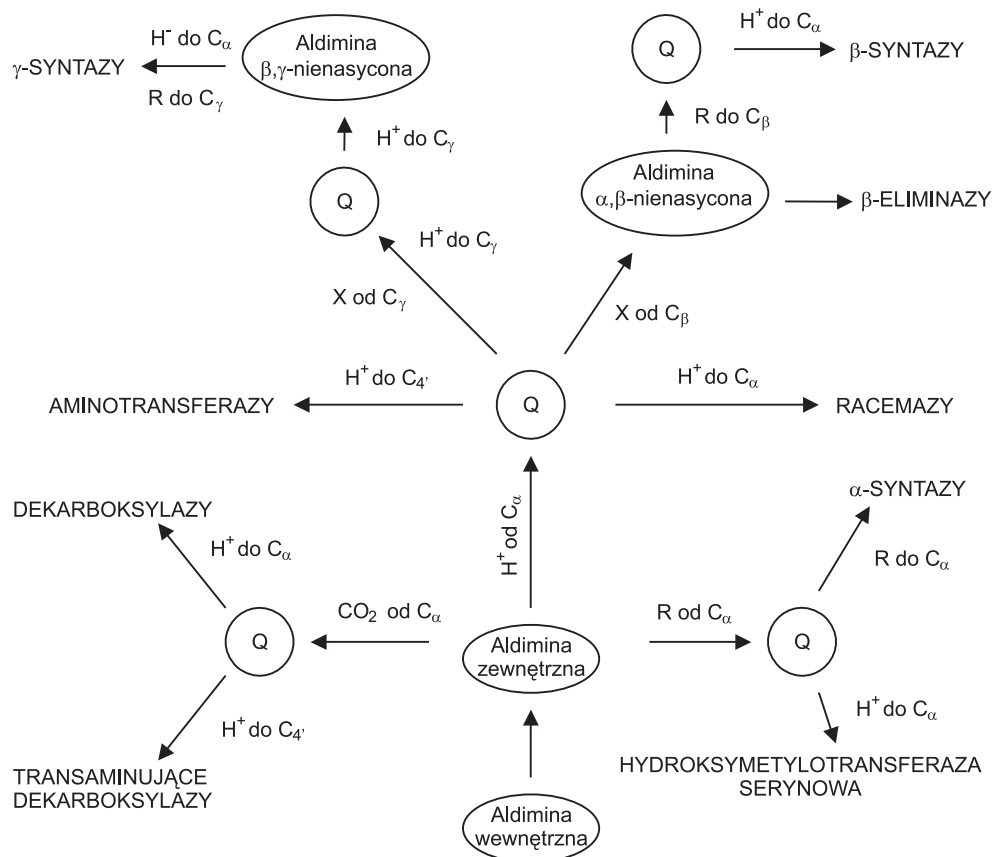 H⁻ do Cα
γ-SYNTAZY
R do Cγ
Aldimina
β,γ-nienasycona
H⁺ do Cγ
Q
H⁺ do Cγ
X od Cγ
Q
H⁺ do Cα
β-SYNTAZY
R do Cβ
Aldimina
α,β-nienasycona
β-ELIMINAZY
X od Cβ
AMINOTRANSFERAZY
H⁺ do C4'
Q
H⁺ do Cα
RACEMAZY
H⁺ od Cα
DEKARBOKSYLAZY
H⁺ do Cα
Q
CO₂ od Cα
H⁺ do C4'
TRANSAMINUJĄCE
DEKARBOKSYLAZY
Aldimina
zewnętrzna
Aldimina
wewnętrzna
α-SYNTAZY
R do Cα
R od Cα
Q
H⁺ do Cα
HYDROKSYMETYLOTRANSFERAZA
SERYNOWA